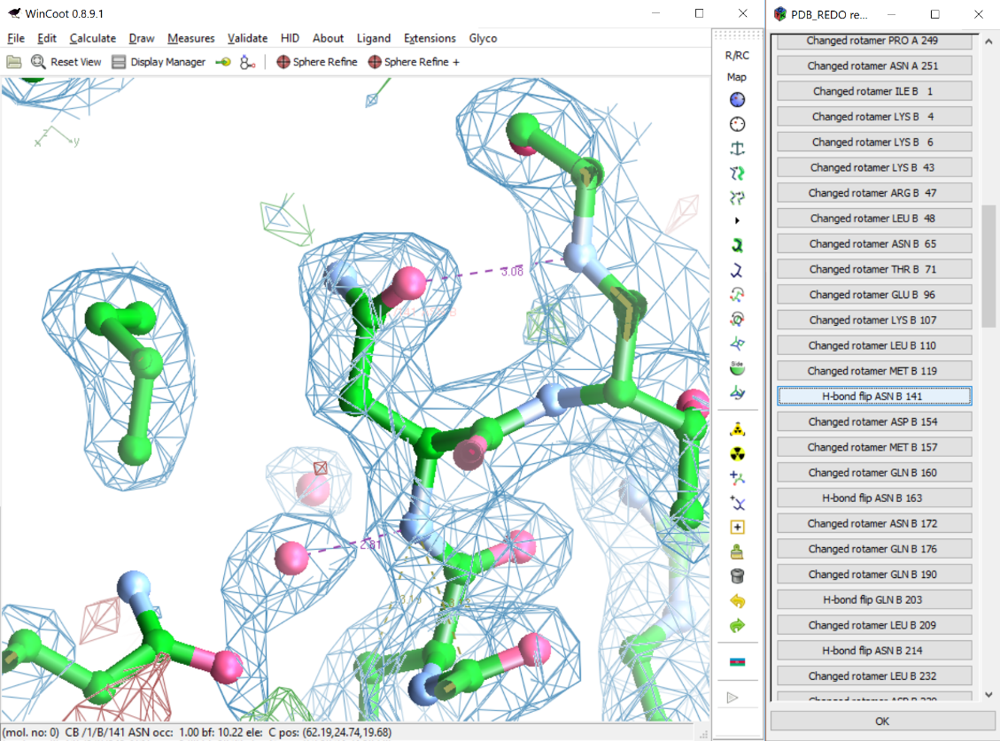 WinCoot 0.8.9.1
File Edit Calculate Draw Measures Validate HID About Ligand Extensions Glyco
Reset View Display Manager Sphere Refine Sphere Refine +
R/RC
Map
Side
z
x y
3.08
2.81
3.19
(mol. no: 0) CB /1/B/141 ASN occ: 1.00 bf: 10.22 ele: C pos: (62.19,24.74,19.68)
PDB_REDO re...
Changed rotamer PRO A 249
Changed rotamer ASN A 251
Changed rotamer ILE B 1
Changed rotamer LYS B 4
Changed rotamer LYS B 6
Changed rotamer LYS B 43
Changed rotamer ARG B 47
Changed rotamer LEU B 48
Changed rotamer ASN B 65
Changed rotamer THR B 71
Changed rotamer GLU B 96
Changed rotamer LYS B 107
Changed rotamer LEU B 110
Changed rotamer MET B 119
H-bond flip ASN B 141
Changed rotamer ASP B 154
Changed rotamer MET B 157
Changed rotamer GLN B 160
H-bond flip ASN B 163
Changed rotamer ASN B 172
Changed rotamer GLN B 176
Changed rotamer GLN B 190
H-bond flip GLN B 203
Changed rotamer LEU B 209
H-bond flip ASN B 214
Changed rotamer LEU B 232
OK